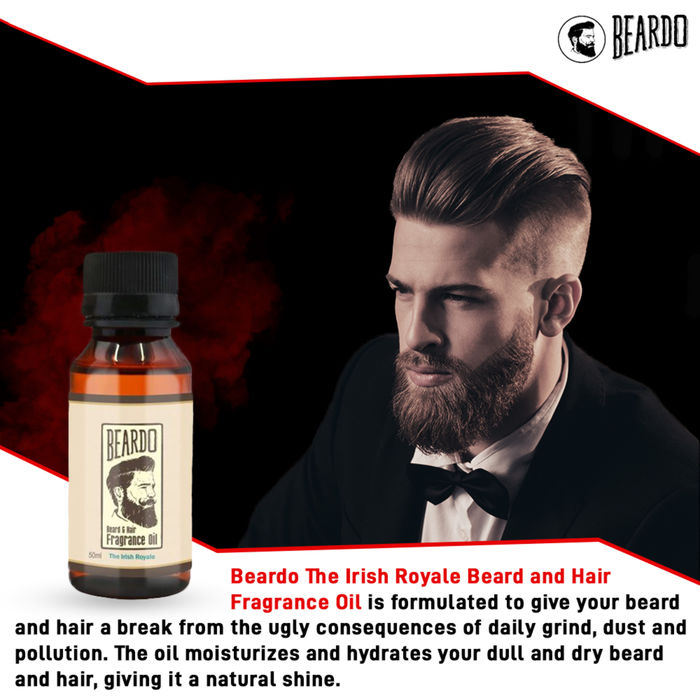 BEARDO
BEARDO
Beard & Hair
Fragrance Oil
50ml The Irish Royale
Beardo The Irish Royale Beard and Hair
Fragrance Oil is formulated to give your beard
and hair a break from the ugly consequences of daily grind, dust and
pollution. The oil moisturizes and hydrates your dull and dry beard
and hair, giving it a natural shine.